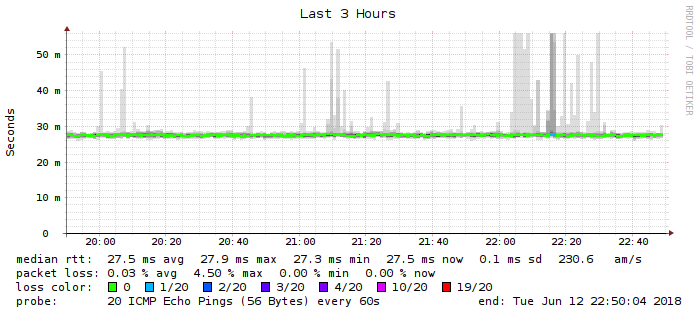 Last 3 Hours
RRDTOOL / TOBI OETIKER
Seconds
50 m
40 m
30 m
20 m
10 m
0
20:00 20:20 20:40 21:00 21:20 21:40 22:00 22:20 22:40
median rtt: 27.5 ms avg 27.9 ms max 27.3 ms min 27.5 ms now 0.1 ms sd 230.6 am/s
packet loss: 0.03 % avg 4.50 % max 0.00 % min 0.00 % now
loss color: 0 1/20 2/20 3/20 4/20 10/20 19/20
probe: 20 ICMP Echo Pings (56 Bytes) every 60s end: Tue Jun 12 22:50:04 2018